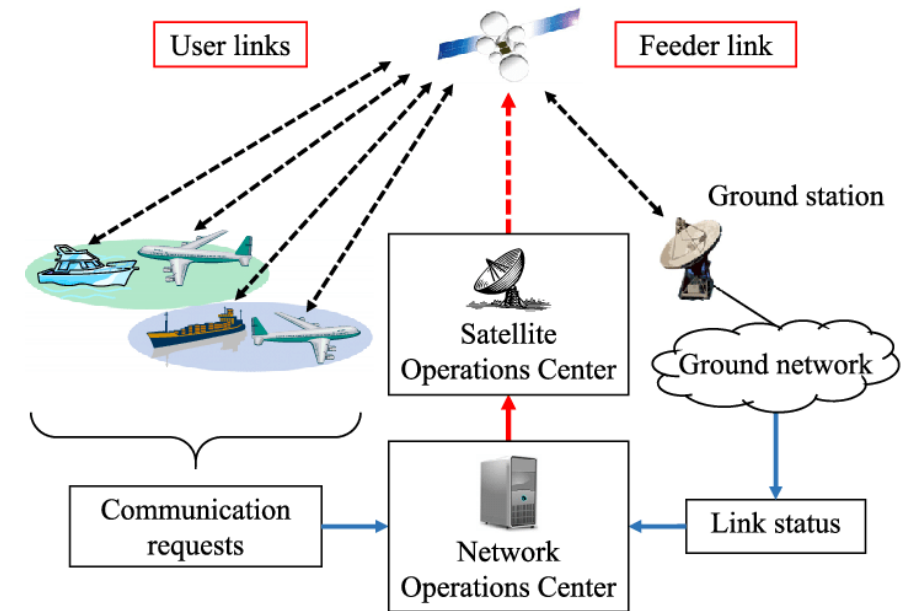 User links
Feeder link
Ground station
Satellite
Operations Center
Ground network
Communication
requests
Network
Operations Center
Link status